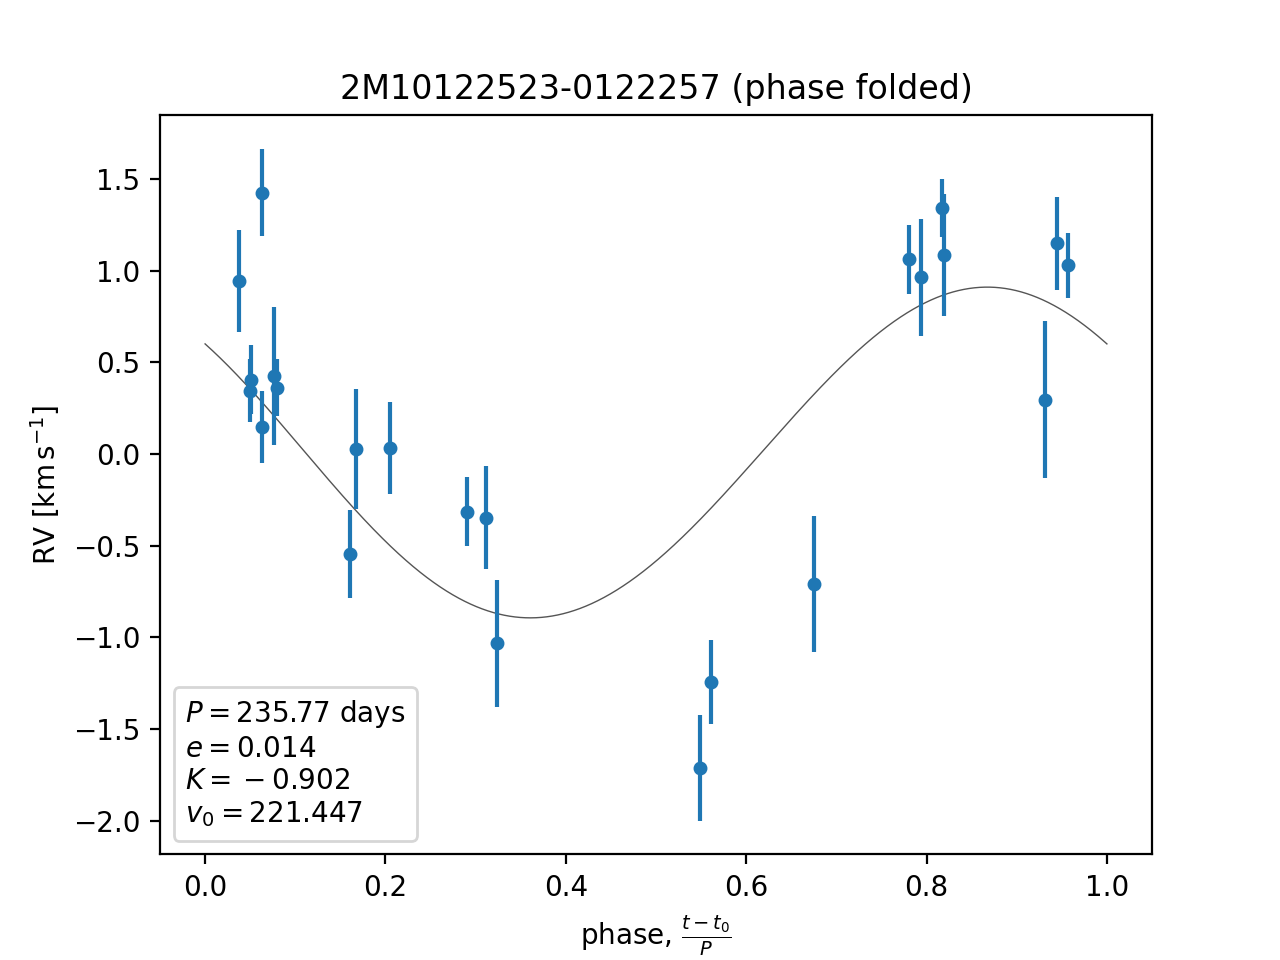 2M10122523-0122257 (phase folded)
RV [km s⁻¹]
1.5
1.0
0.5
0.0
−0.5
−1.0
−1.5
−2.0
P = 235.77 days
e = 0.014
K = −0.902
v₀ = 221.447
0.0 0.2 0.4 0.6 0.8 1.0
phase, (t − t₀)/P